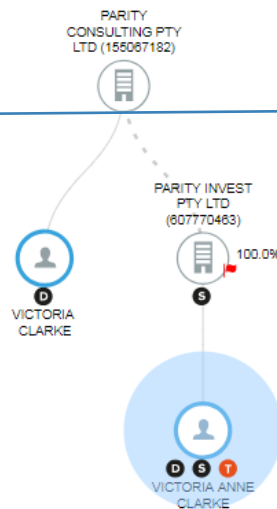 PARITY
CONSULTING PTY
LTD (155067182)
PARITY INVEST
PTY LTD
(607770463)
100.0%
S
D
VICTORIA
CLARKE
D S T
VICTORIA ANNE
CLARKE